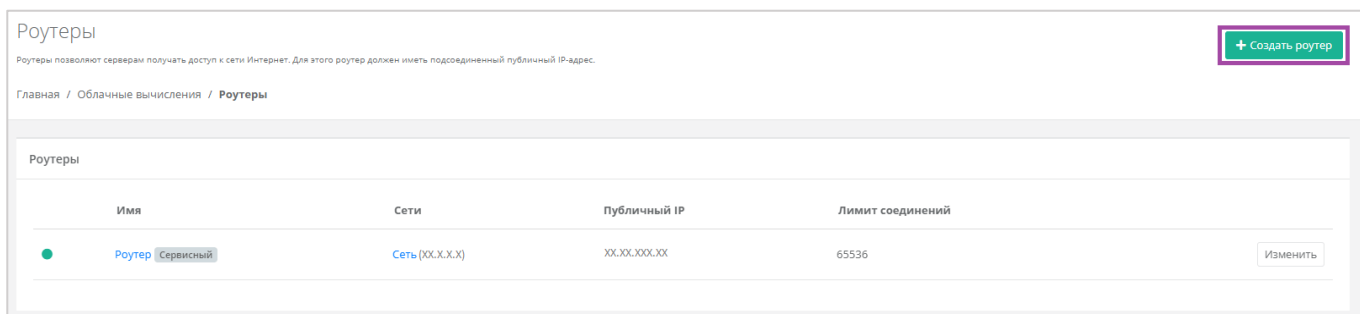 Роутеры
+ Создать роутер
Роутеры позволяют серверам получать доступ к сети Интернет. Для этого роутер должен иметь подсоединенный публичный IP-адрес.
Главная / Облачные вычисления / Роутеры
Роутеры
Имя Сети Публичный IP Лимит соединений
Роутер Сервисный Сеть (XX.X.X.X) XX.XX.XXX.XX 65536 Изменить